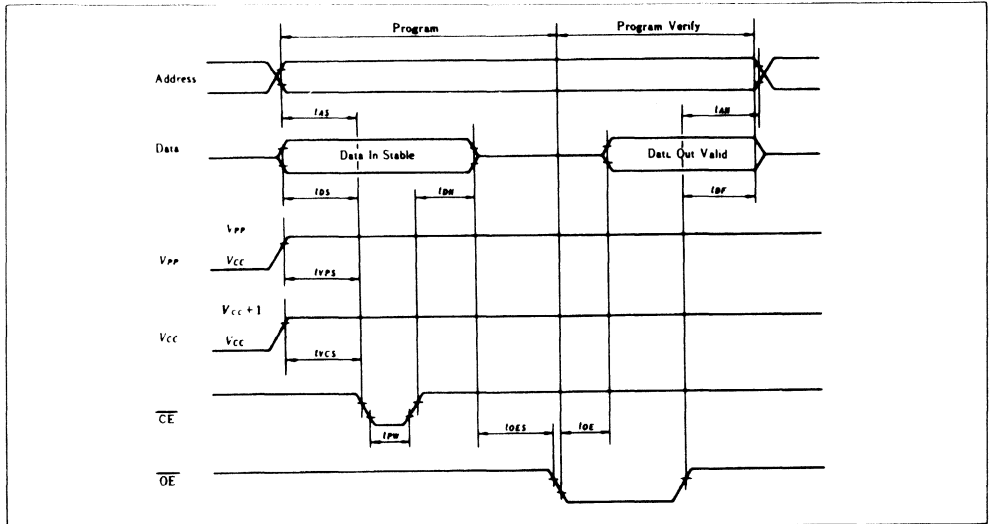 Program Program Verify
Address
tAS tAH
Data Data In Stable Data Out Valid
tDS tDH tDF
VPP
VPP VCC
tVPS
VCC + 1
VCC VCC
tVCS
CE
tPW tOES tOE
OE